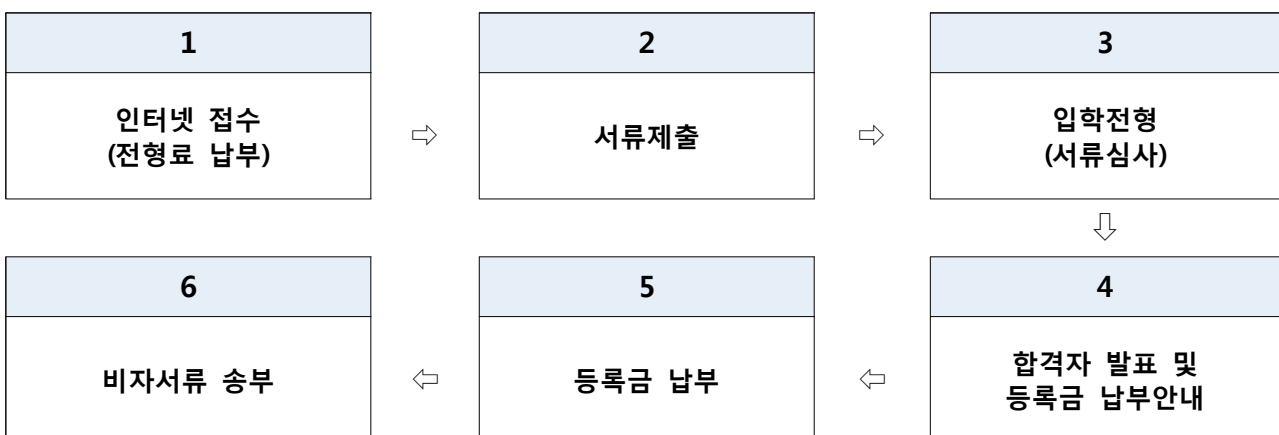 1
인터넷 접수
(전형료 납부)
⇨
2
서류제출
⇨
3
입학전형
(서류심사)
⇩
4
합격자 발표 및
등록금 납부안내
⇦
5
등록금 납부
⇦
6
비자서류 송부